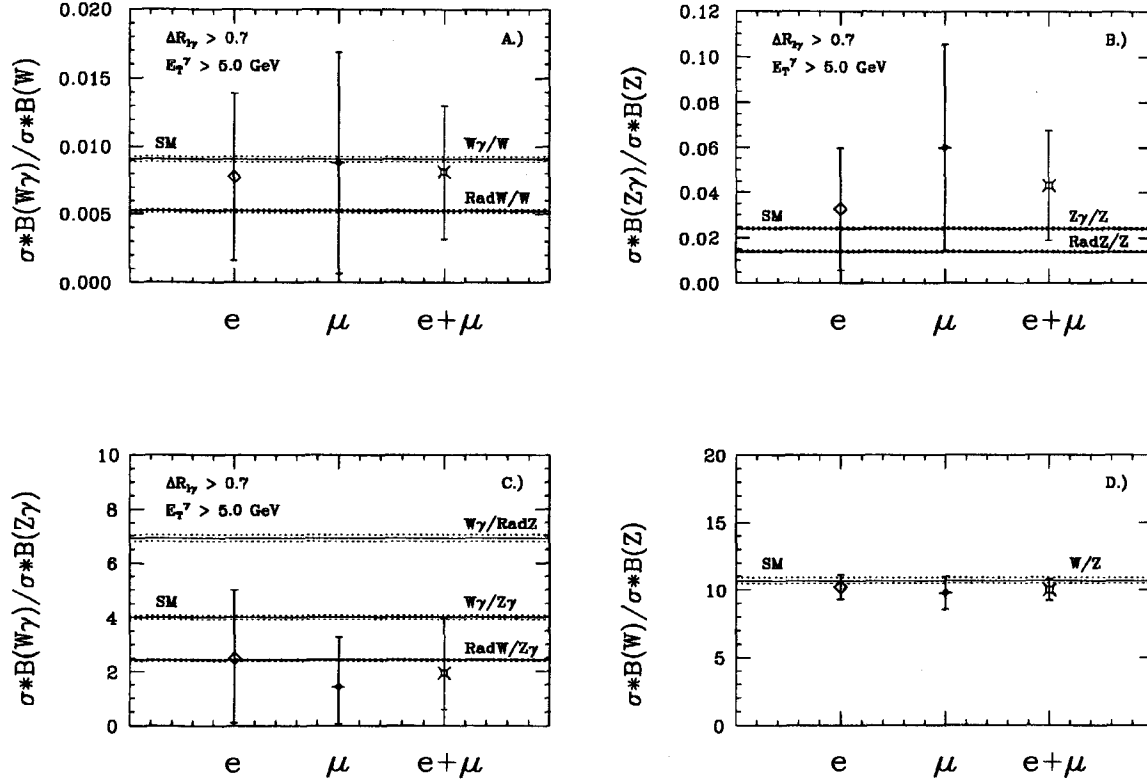 ΔR_lγ > 0.7
A.)
E_T^γ > 5.0 GeV
SM
Wγ/W
RadW/W
0.020
0.015
0.010
0.005
0.000
σ*B(Wγ)/σ*B(W)
e
μ
e+μ
ΔR_lγ > 0.7
B.)
E_T^γ > 5.0 GeV
SM
Zγ/Z
RadZ/Z
0.12
0.10
0.08
0.06
0.04
0.02
0.00
σ*B(Zγ)/σ*B(Z)
e
μ
e+μ
ΔR_lγ > 0.7
C.)
E_T^γ > 5.0 GeV
Wγ/RadZ
SM
Wγ/Zγ
RadW/Zγ
10
8
6
4
2
0
σ*B(Wγ)/σ*B(Zγ)
e
μ
e+μ
D.)
SM
W/Z
20
15
10
5
0
σ*B(W)/σ*B(Z)
e
μ
e+μ